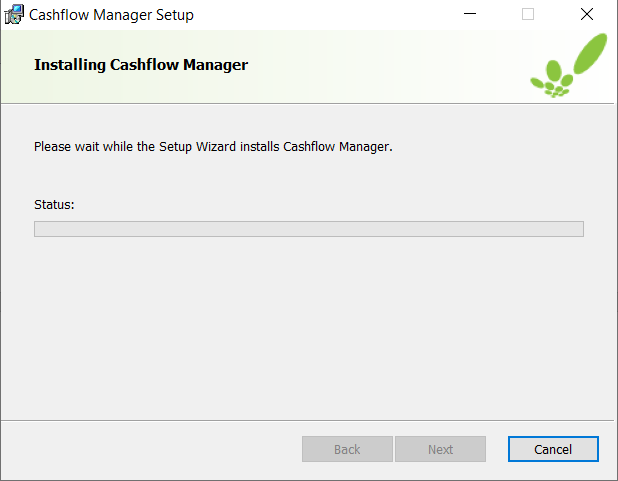 Cashflow Manager Setup
Installing Cashflow Manager
Please wait while the Setup Wizard installs Cashflow Manager.
Status:
Back
Next
Cancel